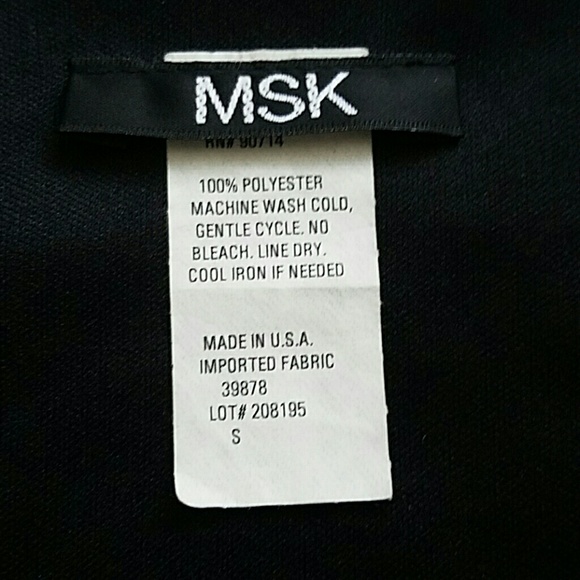 MSK
RN# 90714
100% POLYESTER
MACHINE WASH COLD,
GENTLE CYCLE. NO
BLEACH. LINE DRY.
COOL IRON IF NEEDED
MADE IN U.S.A.
IMPORTED FABRIC
39878
LOT# 208195
S